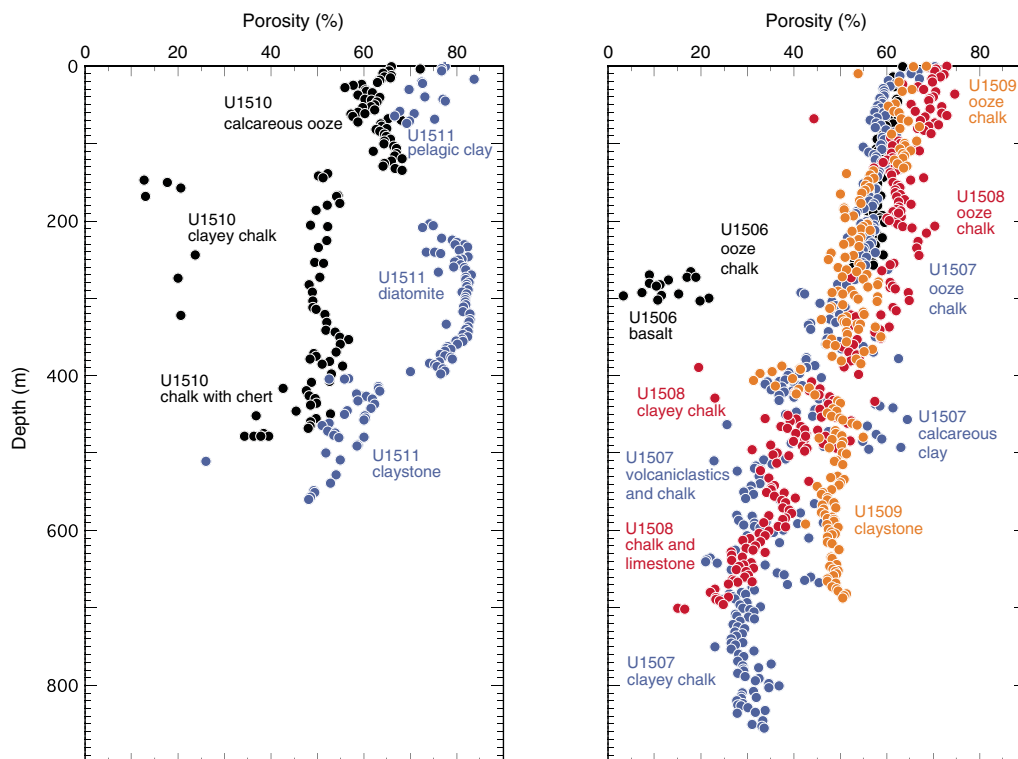 Porosity (%)
0 20 40 60 80
0
200
400
600
800
Depth (m)
U1510
calcareous ooze
U1511
pelagic clay
U1510
clayey chalk
U1511
diatomite
U1510
chalk with chert
U1511
claystone
Porosity (%)
0 20 40 60 80
U1509
ooze
chalk
U1508
ooze
chalk
U1506
ooze
chalk
U1507
ooze
chalk
U1506
basalt
U1508
clayey chalk
U1507
calcareous
clay
U1507
volcaniclastics
and chalk
U1509
claystone
U1508
chalk and
limestone
U1507
clayey chalk